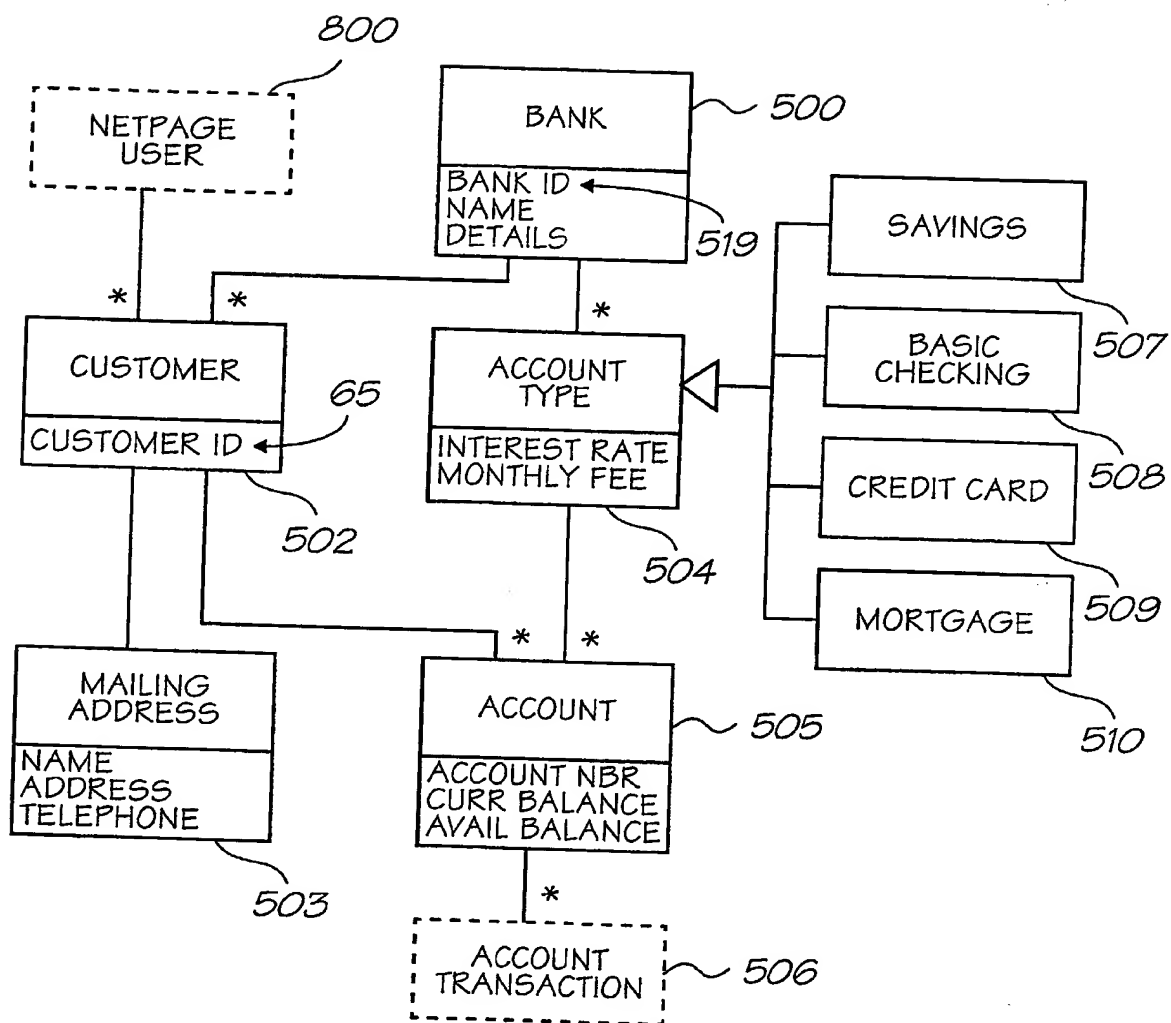 800
NETPAGE
USER
BANK
500
BANK ID
NAME
DETAILS
519
SAVINGS
507
BASIC
CHECKING
508
CREDIT CARD
509
MORTGAGE
510
*
*
*
CUSTOMER
65
CUSTOMER ID
502
ACCOUNT
TYPE
INTEREST RATE
MONTHLY FEE
504
*
*
MAILING
ADDRESS
NAME
ADDRESS
TELEPHONE
503
ACCOUNT
505
ACCOUNT NBR
CURR BALANCE
AVAIL BALANCE
*
ACCOUNT
TRANSACTION
506